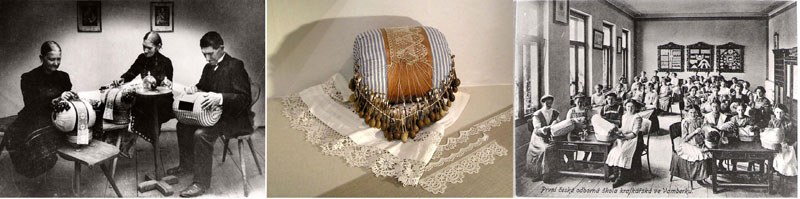 První česká odborná škola krajkářská ve Vamberku.